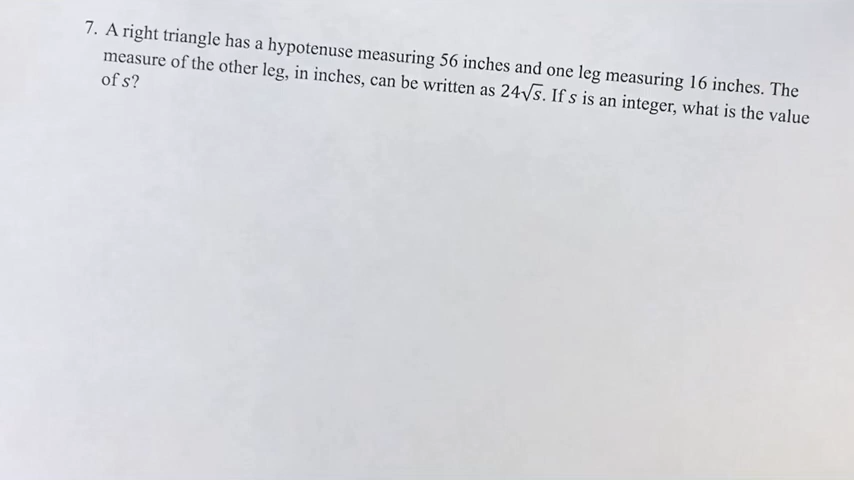 7. A right triangle has a hypotenuse measuring 56 inches and one leg measuring 16 inches. The
measure of the other leg, in inches, can be written as 24√s. If s is an integer, what is the value
of s?